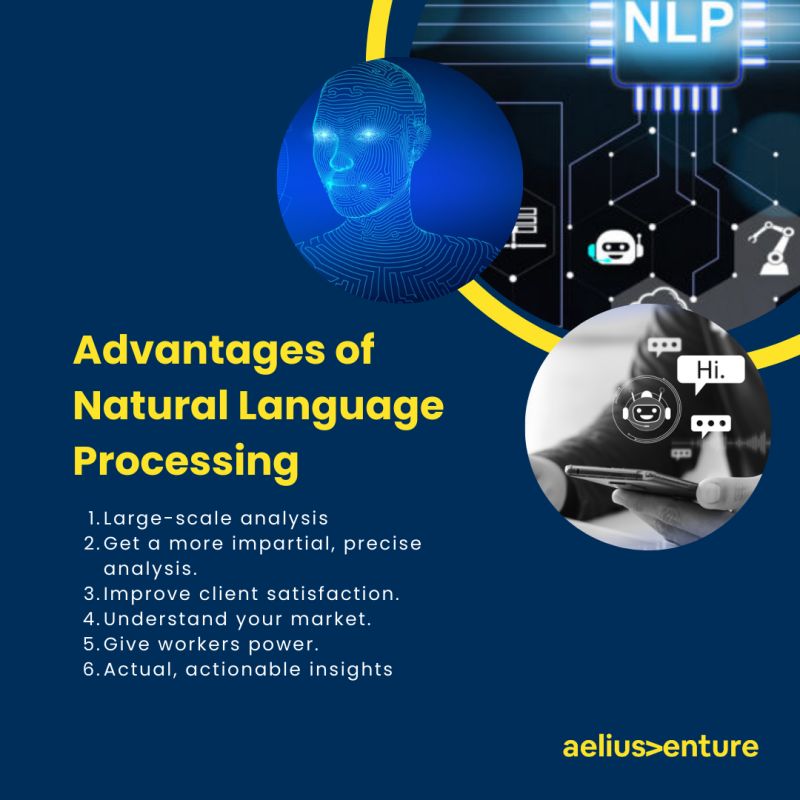 NLP
Hi.
Advantages of
Natural Language
Processing
1. Large-scale analysis
2. Get a more impartial, precise
analysis.
3. Improve client satisfaction.
4. Understand your market.
5. Give workers power.
6. Actual, actionable insights
aelius>enture